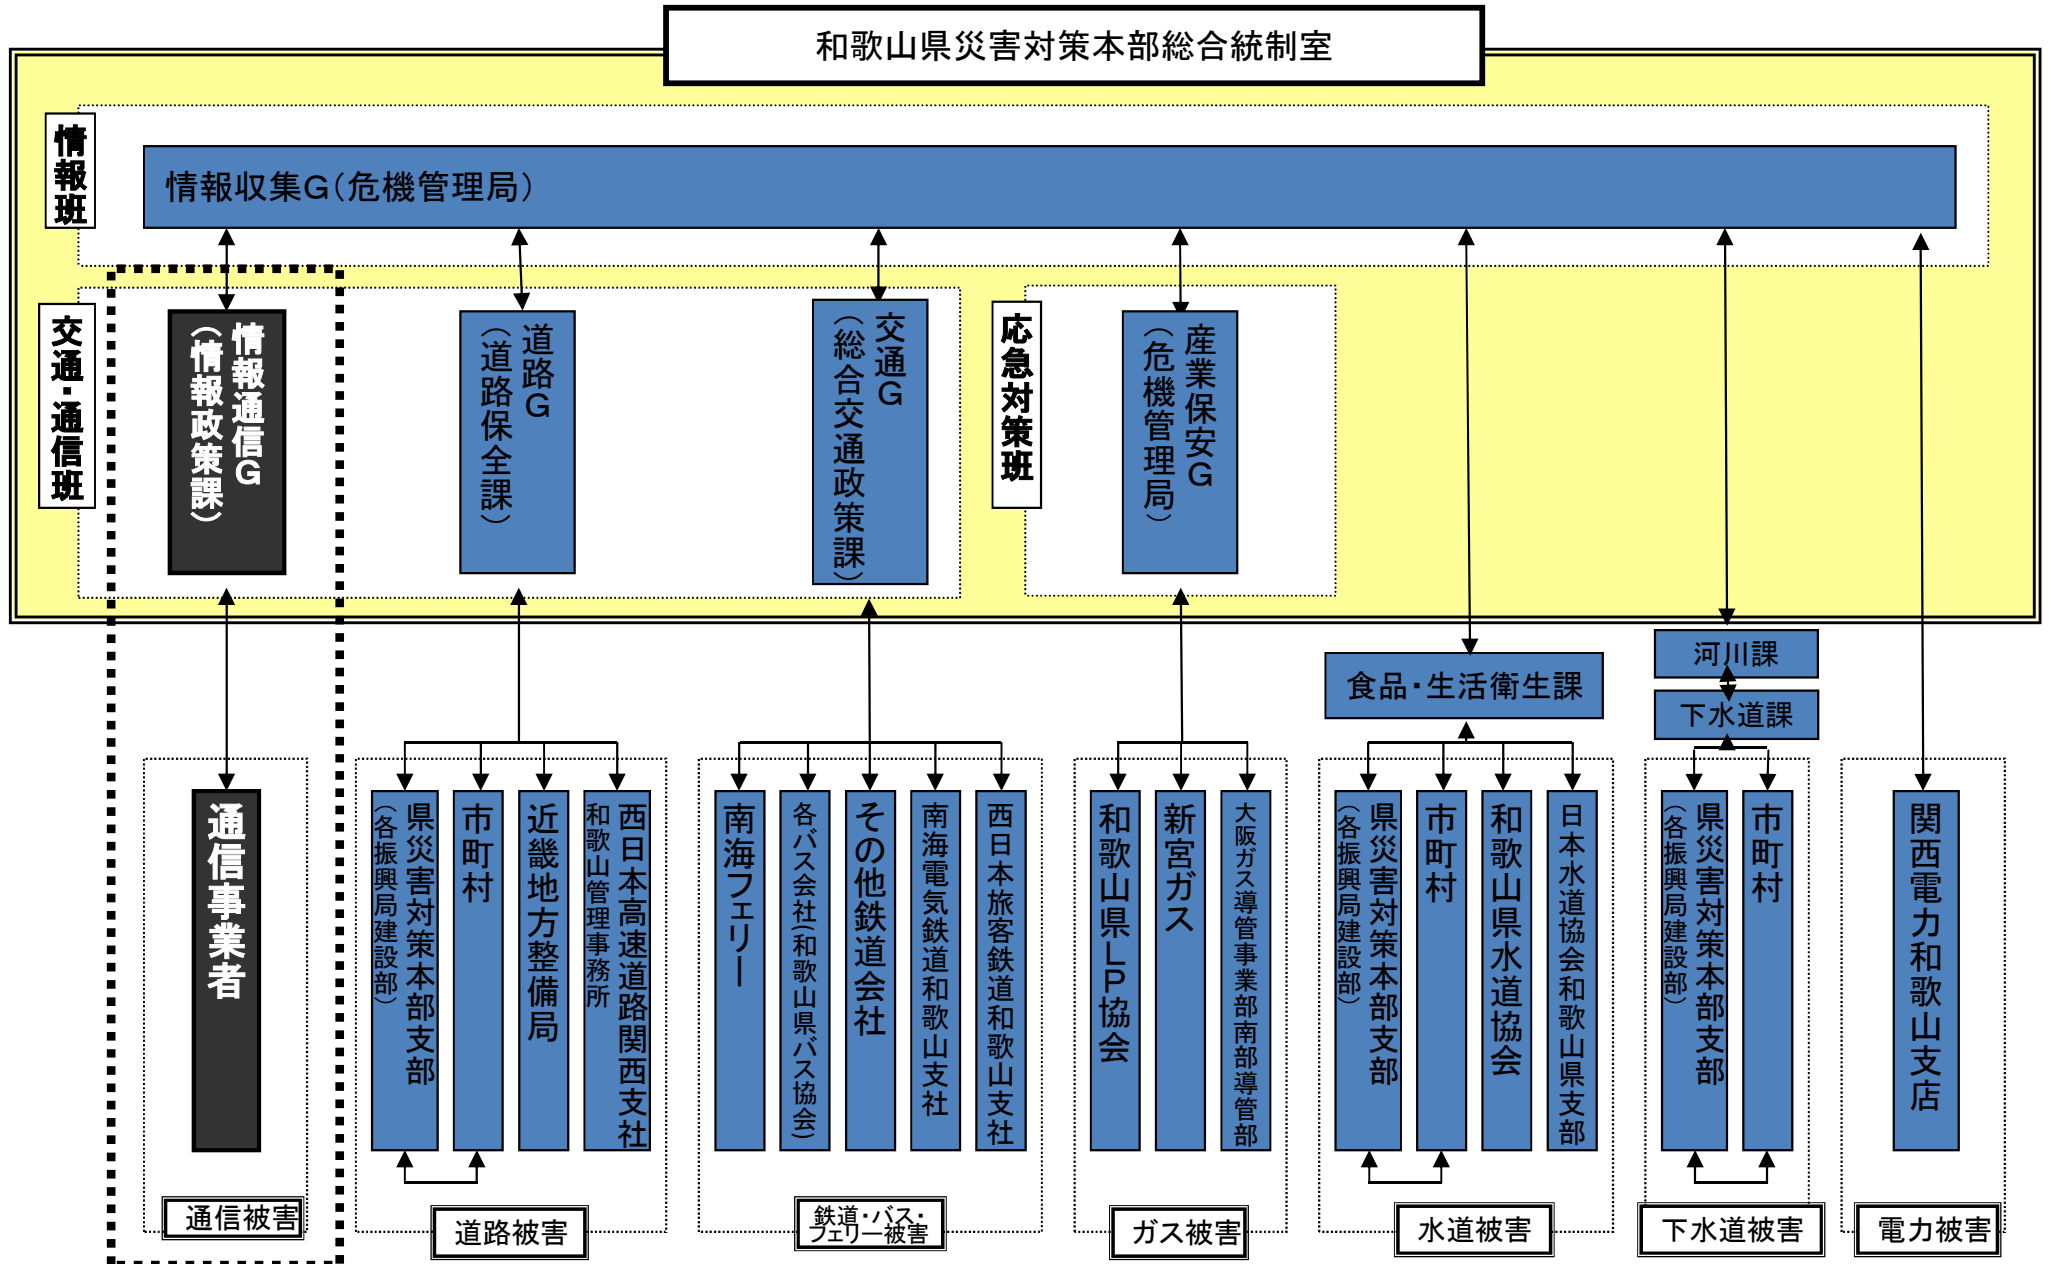 和歌山県災害対策本部総合統制室
情報班
情報収集G（危機管理局）
交通・通信班
情報通信G
（情報政策課）
道路G
（道路保全課）
交通G
（総合交通政策課）
応急対策班
産業保安G
（危機管理局）
食品・生活衛生課
河川課
下水道課
通信事業者
県災害対策本部支部
（各振興局建設部）
市町村
近畿地方整備局
西日本高速道路関西支社
和歌山管理事務所
南海フェリー
各バス会社（和歌山県バス協会）
その他鉄道会社
南海電気鉄道和歌山支社
西日本旅客鉄道和歌山支社
和歌山県LP協会
新宮ガス
大阪ガス導管事業部南部導管部
県災害対策本部支部
（各振興局建設部）
市町村
和歌山県水道協会
日本水道協会和歌山県支部
県災害対策本部支部
（各振興局建設部）
市町村
関西電力和歌山支店
通信被害
道路被害
鉄道・バス・
フェリー被害
ガス被害
水道被害
下水道被害
電力被害